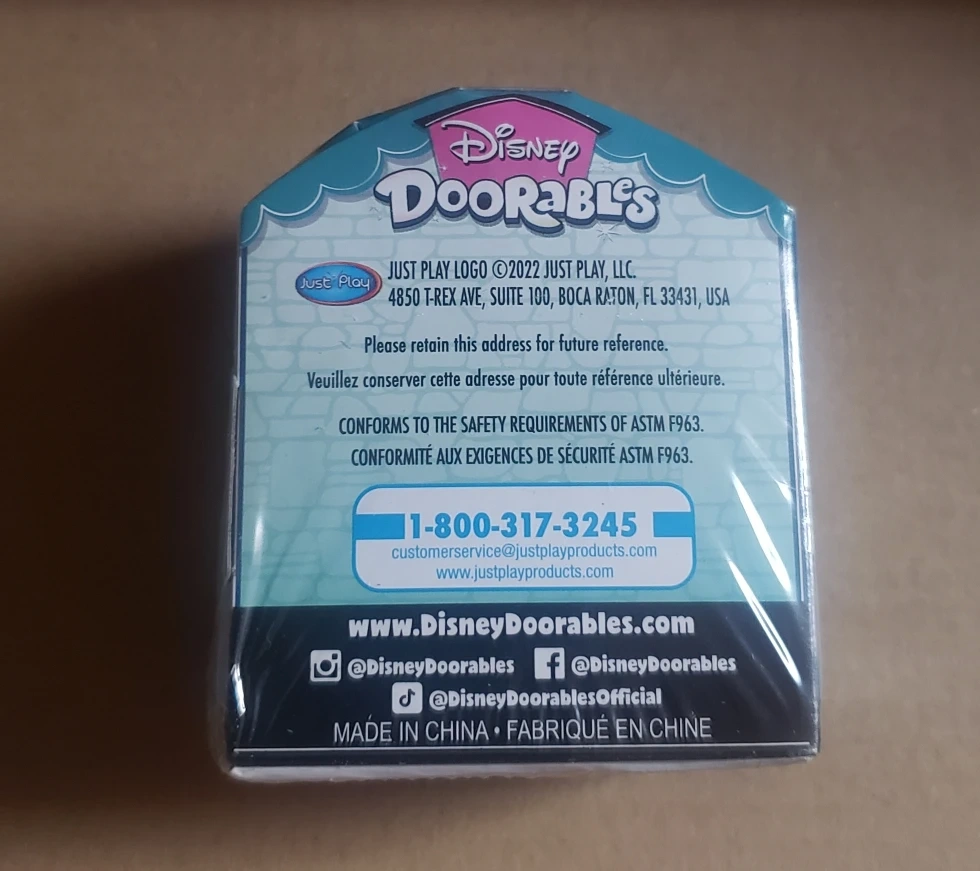 Disney
Doorables
Just Play
JUST PLAY LOGO ©2022 JUST PLAY, LLC.
4850 T-REX AVE, SUITE 100, BOCA RATON, FL 33431, USA
Please retain this address for future reference.
Veuillez conserver cette adresse pour toute référence ultérieure.
CONFORMS TO THE SAFETY REQUIREMENTS OF ASTM F963.
CONFORMITÉ AUX EXIGENCES DE SÉCURITÉ ASTM F963.
1-800-317-3245
customerservice@justplayproducts.com
www.justplayproducts.com
www.DisneyDoorables.com
@DisneyDoorables @DisneyDoorables
@DisneyDoorablesOfficial
MADE IN CHINA • FABRIQUÉ EN CHINE